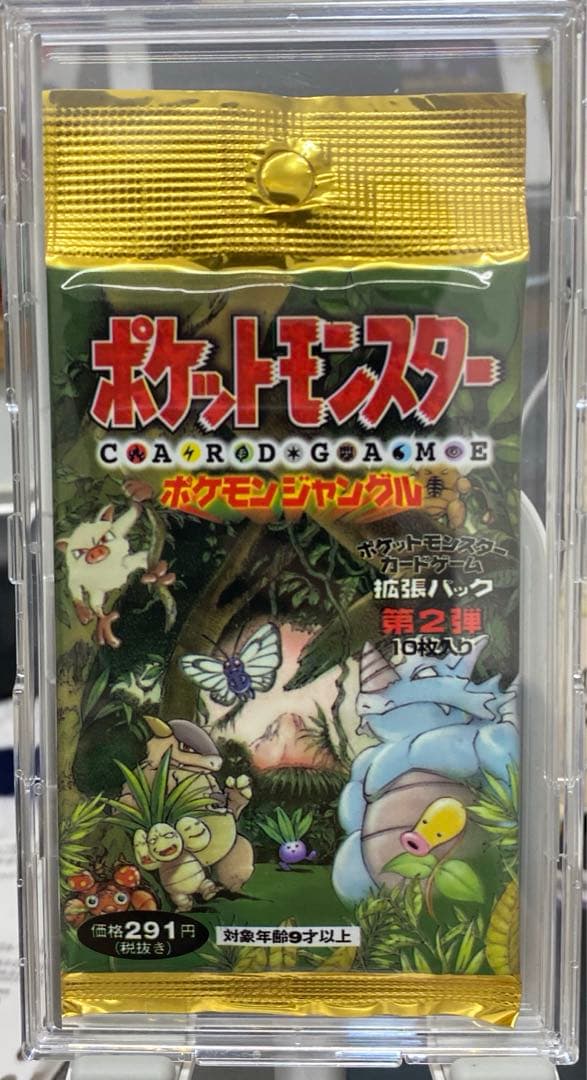 ポケットモンスター
CARDGAME
ポケモンジャングル
ポケットモンスター
カードゲーム
拡張パック
第2弾
10枚入り
価格291円
(税抜き)
対象年齢9才以上